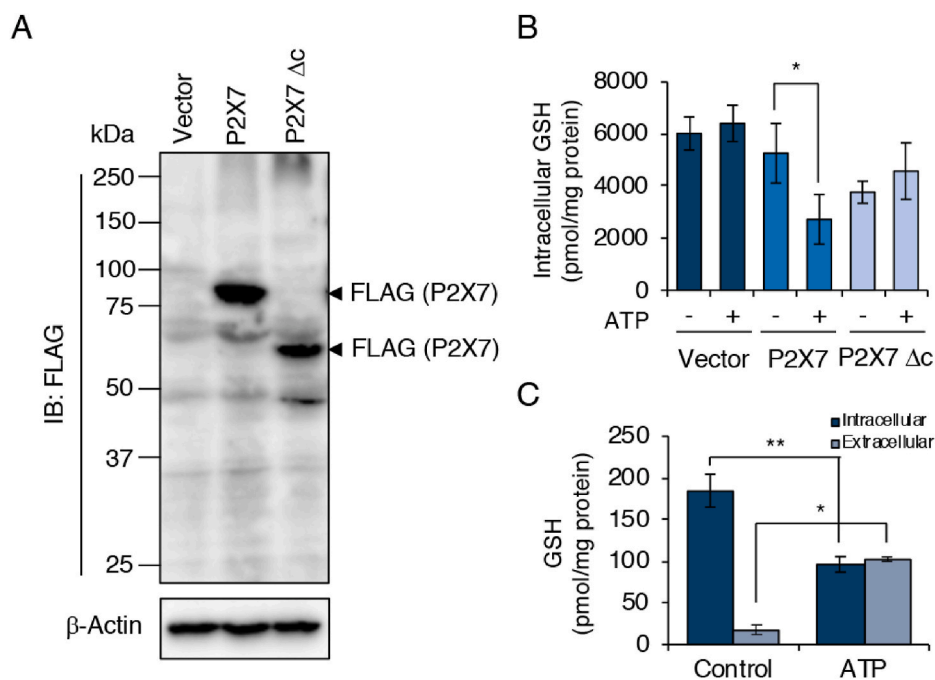 A
Vector
P2X7
P2X7 Δc
kDa
250
150
100
75
50
37
25
IB: FLAG
FLAG (P2X7)
FLAG (P2X7)
β-Actin
B
Intracellular GSH
(pmol/mg protein)
8000
6000
4000
2000
0
*
ATP - + - + - +
Vector P2X7 P2X7 Δc
C
Intracellular
Extracellular
GSH
(pmol/mg protein)
250
200
150
100
50
0
**
*
Control ATP